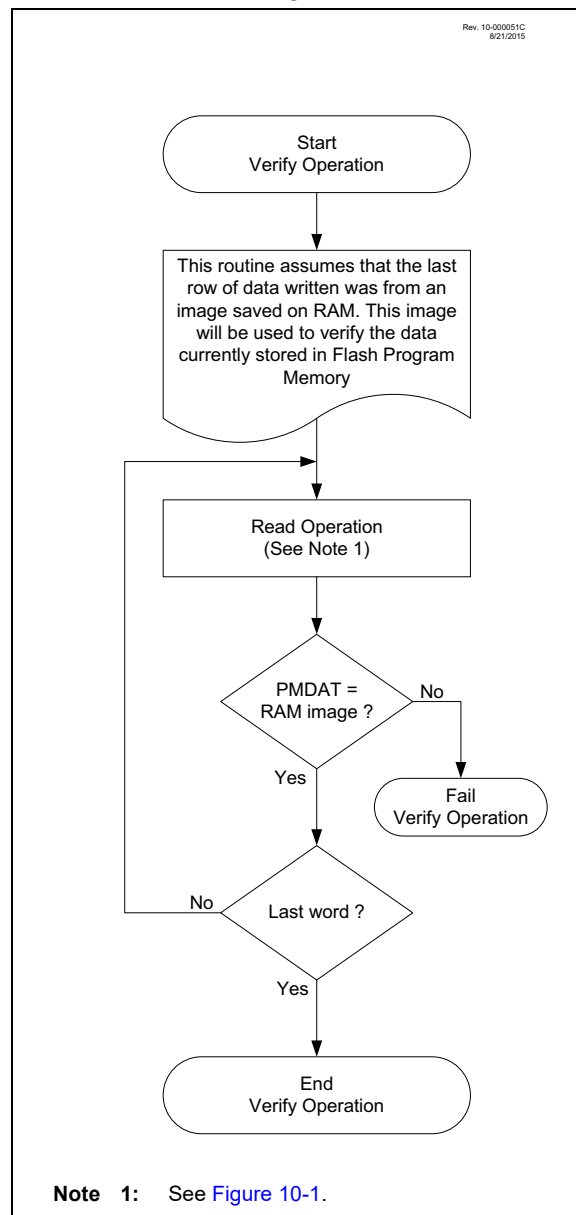 Rev. 10-000051C
8/21/2015
Start
Verify Operation
This routine assumes that the last
row of data written was from an
image saved on RAM. This image
will be used to verify the data
currently stored in Flash Program
Memory
Read Operation
(See Note 1)
PMDAT =
RAM image ?
No
Yes
Fail
Verify Operation
No
Last word ?
Yes
End
Verify Operation
Note 1: See Figure 10-1.